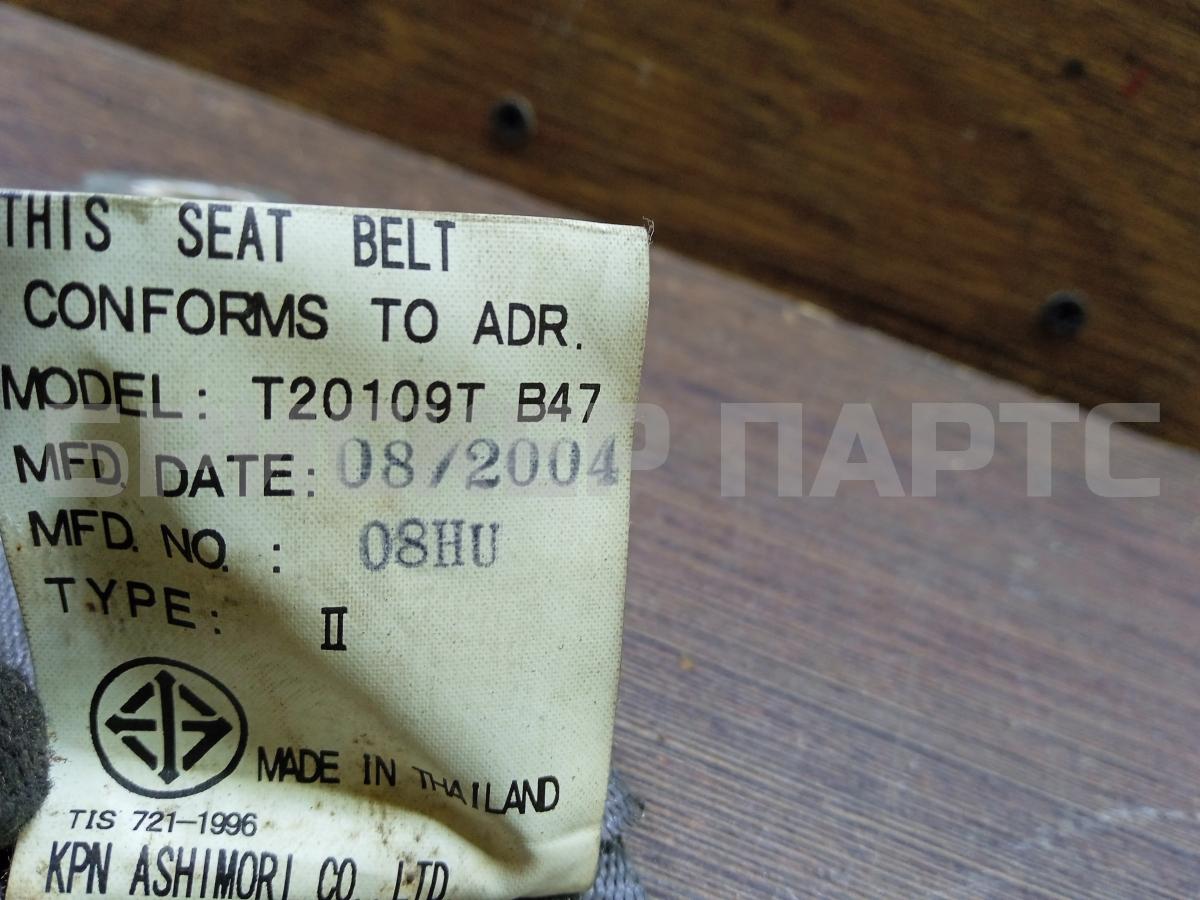 THIS SEAT BELT
CONFORMS TO ADR.
MODEL: T20109T B47
MFD. DATE: 08/2004
MFD. NO. : 08HU
TYPE: II
MADE IN THAILAND
TIS 721-1996
KPN ASHIMORI CO. LTD
ПАРТС